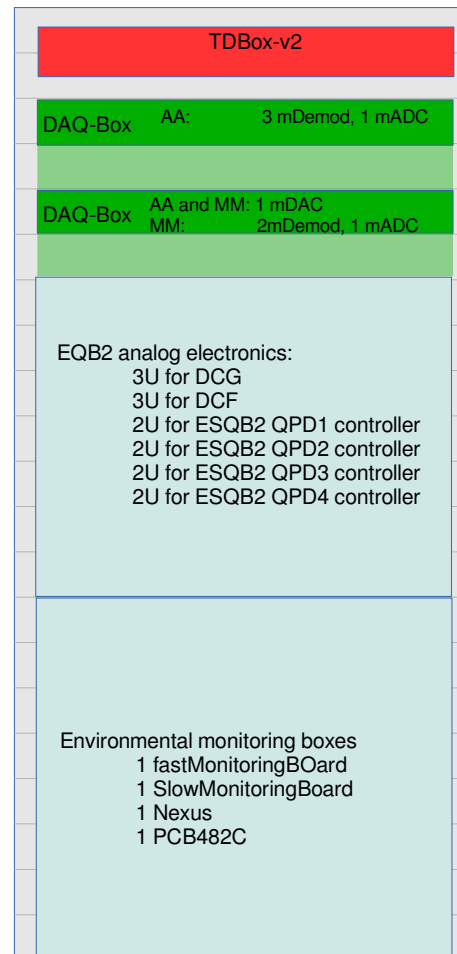 TDBox-v2
DAQ-Box AA: 3 mDemod, 1 mADC
DAQ-Box AA and MM: 1 mDAC
MM: 2mDemod, 1 mADC
EQB2 analog electronics:
3U for DCG
3U for DCF
2U for ESQB2 QPD1 controller
2U for ESQB2 QPD2 controller
2U for ESQB2 QPD3 controller
2U for ESQB2 QPD4 controller
Environmental monitoring boxes
1 fastMonitoringBOard
1 SlowMonitoringBoard
1 Nexus
1 PCB482C